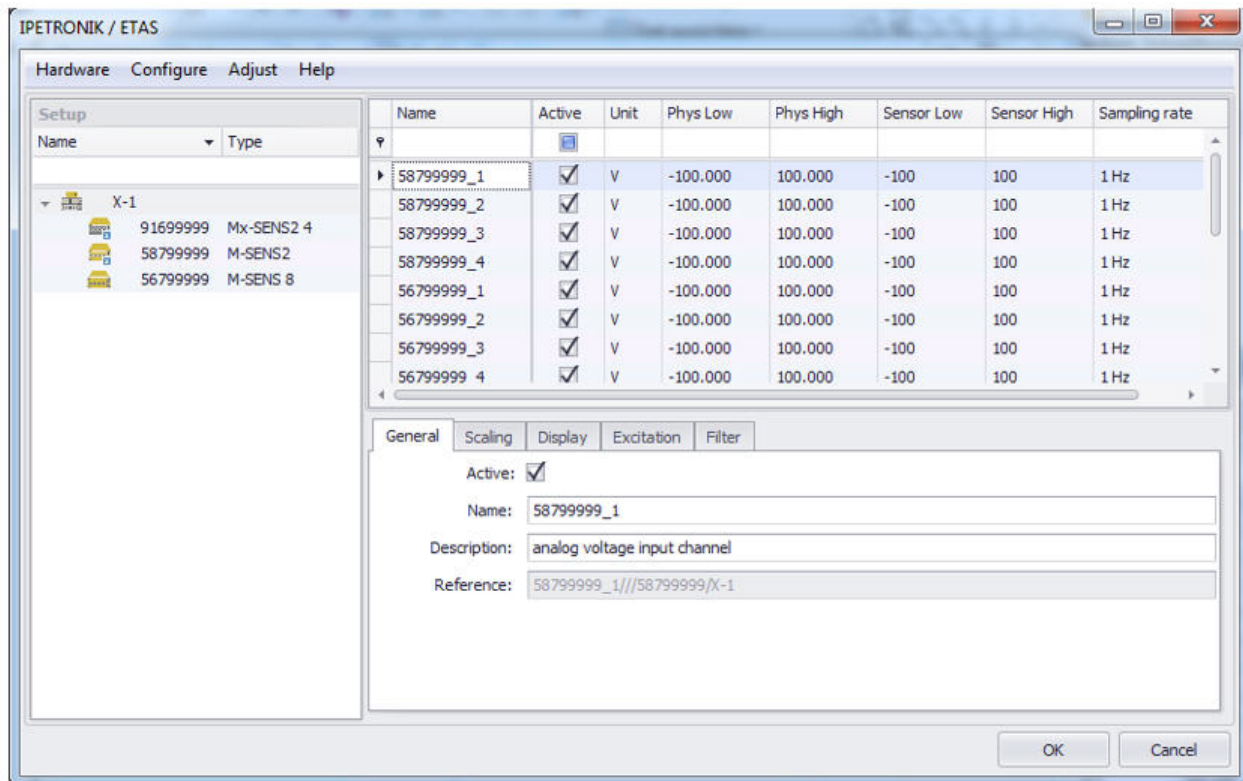 IPETRONIK / ETAS
Hardware Configure Adjust Help
Setup
Name Type
X-1
91699999 Mx-SENS2 4
58799999 M-SENS2
56799999 M-SENS 8
Name Active Unit Phys Low Phys High Sensor Low Sensor High Sampling rate
58799999_1 V -100.000 100.000 -100 100 1 Hz
58799999_2 V -100.000 100.000 -100 100 1 Hz
58799999_3 V -100.000 100.000 -100 100 1 Hz
58799999_4 V -100.000 100.000 -100 100 1 Hz
56799999_1 V -100.000 100.000 -100 100 1 Hz
56799999_2 V -100.000 100.000 -100 100 1 Hz
56799999_3 V -100.000 100.000 -100 100 1 Hz
56799999_4 V -100.000 100.000 -100 100 1 Hz
General Scaling Display Excitation Filter
Active:
Name: 58799999_1
Description: analog voltage input channel
Reference: 58799999_1///58799999/X-1
OK Cancel